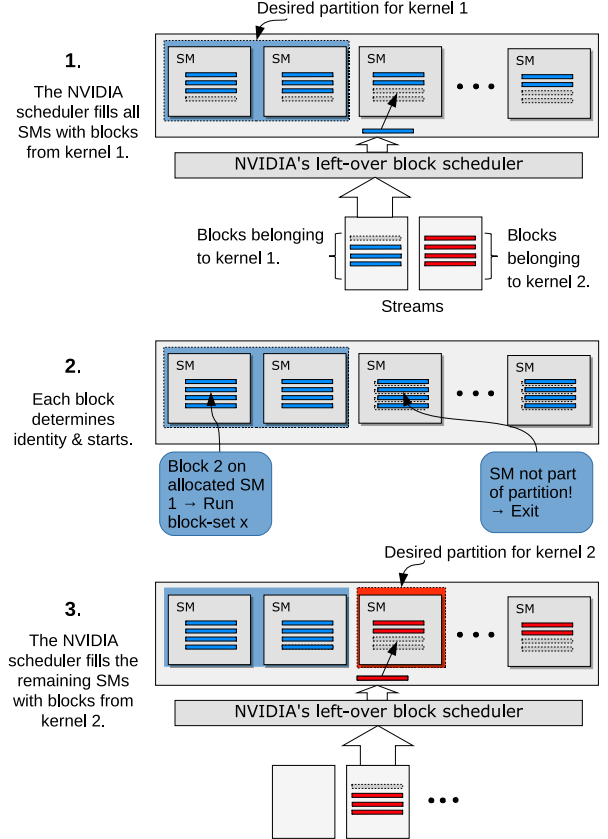 Desired partition for kernel 1
1.
The NVIDIA
scheduler fills all
SMs with blocks
from kernel 1.
SM
SM
SM
SM
NVIDIA's left-over block scheduler
Blocks belonging
to kernel 1.
Blocks
belonging
to kernel 2.
Streams
2.
Each block
determines
identity & starts.
SM
SM
SM
SM
Block 2 on
allocated SM
1 → Run
block-set x
SM not part
of partition!
→ Exit
Desired partition for kernel 2
3.
The NVIDIA
scheduler fills the
remaining SMs
with blocks from
kernel 2.
SM
SM
SM
SM
NVIDIA's left-over block scheduler